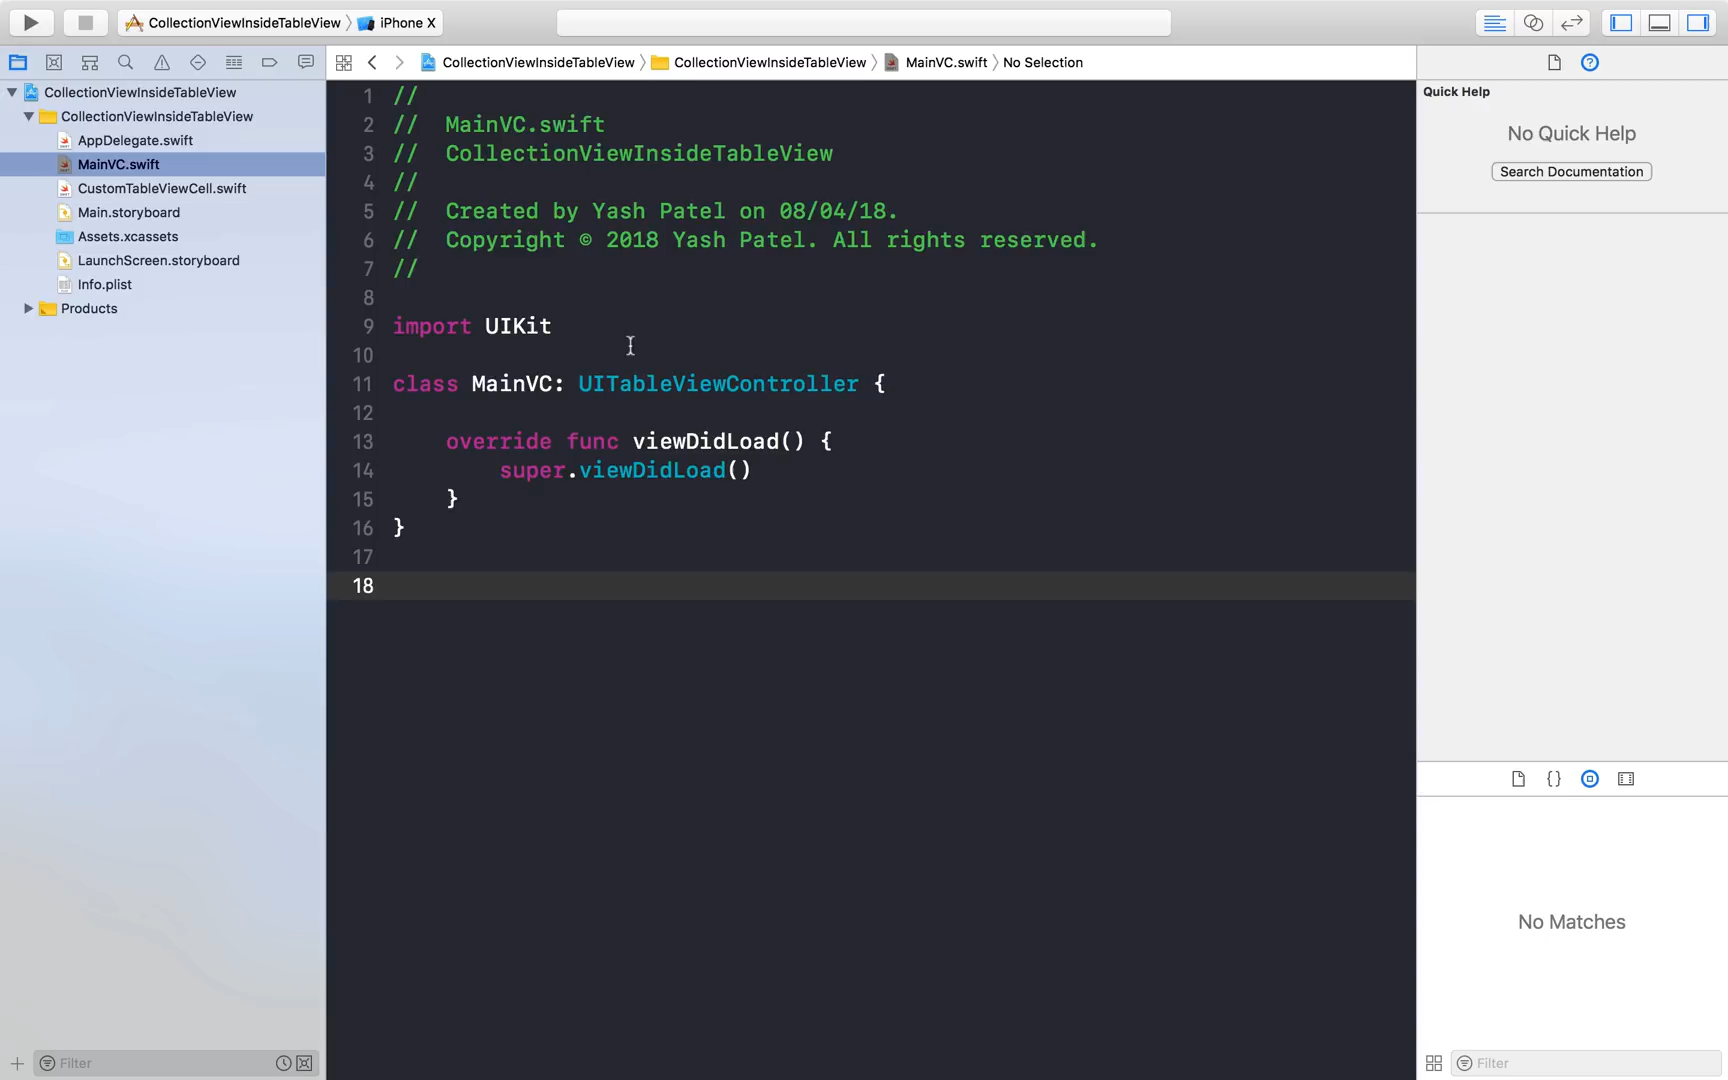 CollectionViewInsideTableView
iPhone X
CollectionViewInsideTableView
CollectionViewInsideTableView
MainVC.swift
No Selection
Quick Help
No Quick Help
Search Documentation
CollectionViewInsideTableView
CollectionViewInsideTableView
AppDelegate.swift
MainVC.swift
CustomTableViewCell.swift
Main.storyboard
Assets.xcassets
LaunchScreen.storyboard
Info.plist
Products
1 //
2 // MainVC.swift
3 // CollectionViewInsideTableView
4 //
5 // Created by Yash Patel on 08/04/18.
6 // Copyright © 2018 Yash Patel. All rights reserved.
7 //
8
9 import UIKit
10
11 class MainVC: UITableViewController {
12
13 override func viewDidLoad() {
14 super.viewDidLoad()
15 }
16 }
17
18
{}
No Matches
Filter
Filter